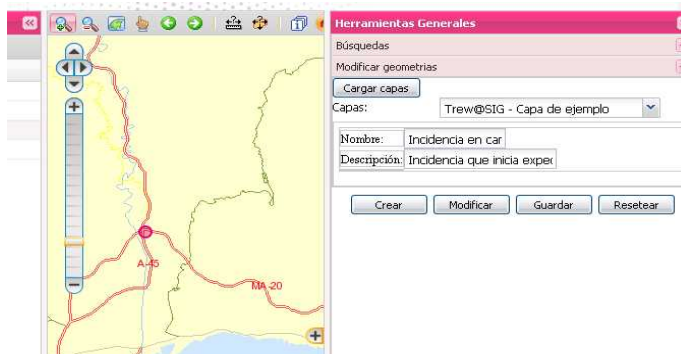 Herramientas Generales
Búsquedas
Modificar geometrias
Cargar capas
Capas: Trew@SIG - Capa de ejemplo
Nombre: Incidencia en car
Descripción: Incidencia que inicia exped
Crear Modificar Guardar Resetear
A-45
MA-20